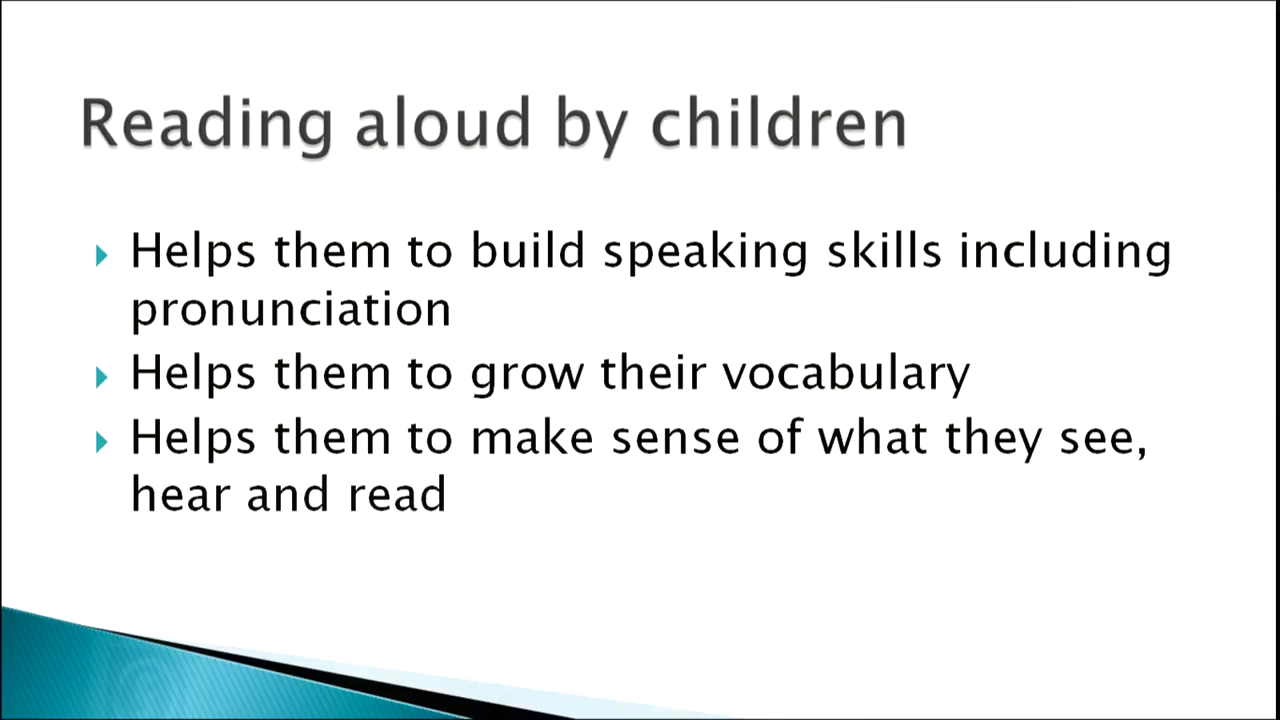 Reading aloud by children
Helps them to build speaking skills including
pronunciation
Helps them to grow their vocabulary
Helps them to make sense of what they see,
hear and read